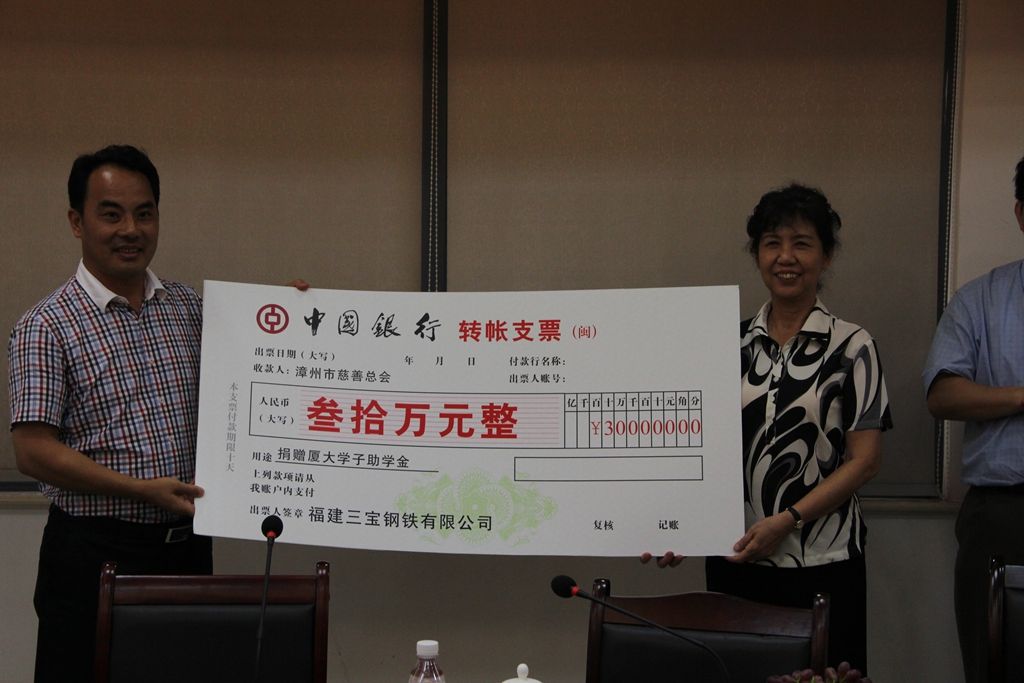 中國銀行 转帐支票 (闽)
出票日期(大写) 年 月 日 付款行名称:
收款人: 漳州市慈善总会 出票人账号:
人民币
(大写)
叁拾万元整
亿千百十万千百十元角分
¥30000000
用途 捐赠厦大学子助学金
上列款项请从
我账户内支付
出票人签章 福建三宝钢铁有限公司 复核 记账
本支票付款期限十天